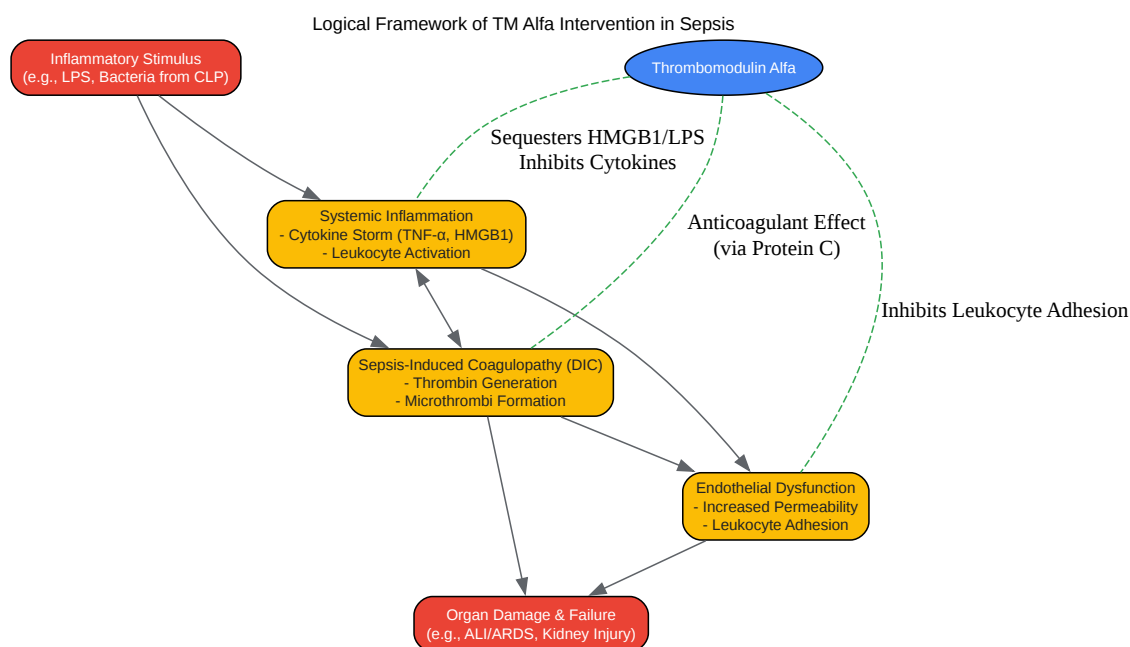 Logical Framework of TM Alfa Intervention in Sepsis
Inflammatory Stimulus
(e.g., LPS, Bacteria from CLP)
Thrombomodulin Alfa
Sequesters HMGB1/LPS
Inhibits Cytokines
Systemic Inflammation
- Cytokine Storm (TNF-α, HMGB1)
- Leukocyte Activation
Anticoagulant Effect
(via Protein C)
Inhibits Leukocyte Adhesion
Sepsis-Induced Coagulopathy (DIC)
- Thrombin Generation
- Microthrombi Formation
Endothelial Dysfunction
- Increased Permeability
- Leukocyte Adhesion
Organ Damage & Failure
(e.g., ALI/ARDS, Kidney Injury)